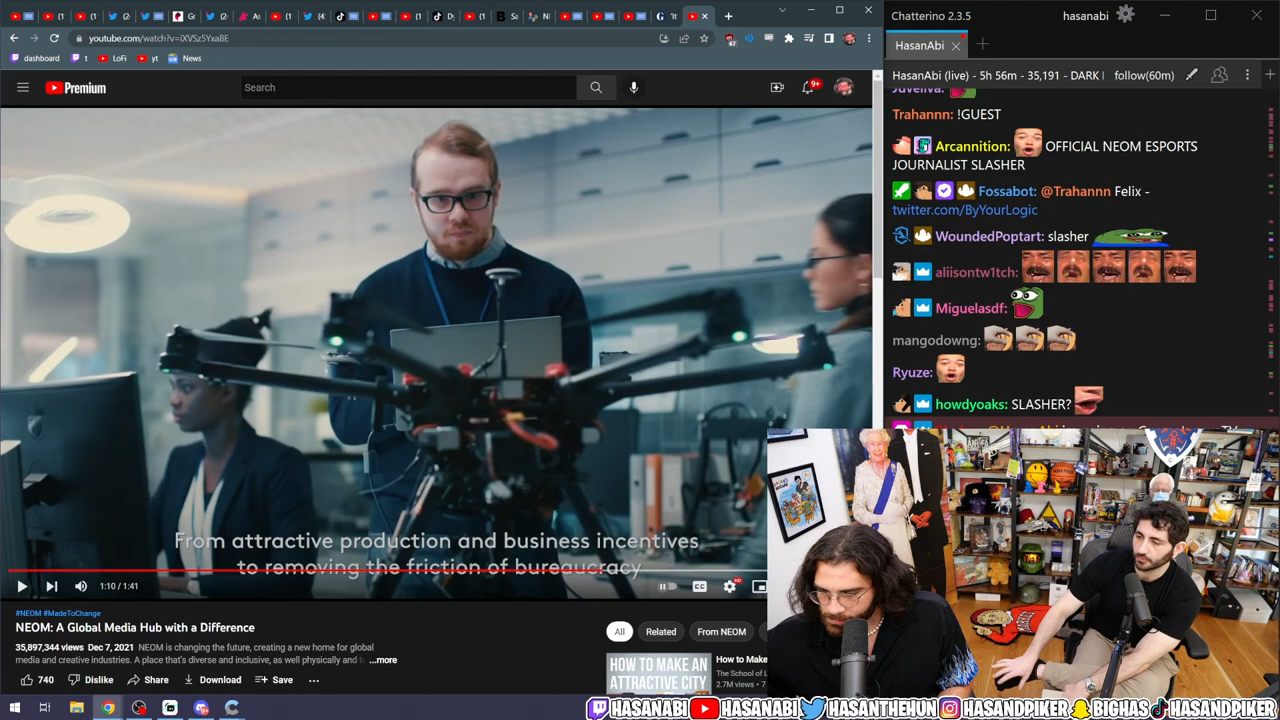 youtube.com/watch?v=iXVSz5YxaBE
67
dashboard
t
LoFi
yt
News
Premium
Search
9+
From attractive production and business incentives
to removing the friction of bureaucracy
1:10 / 1:41
#NEOM #MadeToChange
NEOM: A Global Media Hub with a Difference
35,897,344 views Dec 7, 2021 NEOM is changing the future, creating a new home for global
media and creative industries. A place that's diverse and inclusive, as well physically and
...more
740
Dislike
Share
Download
Save
All
Related
From NEOM
HOW TO MAKE AN
ATTRACTIVE CITY
How to Make
The School of L
2.7M views • 7
Chatterino 2.3.5
hasanabi
HasanAbi
HasanAbi (live) - 5h 56m - 35,191 - DARK
follow(60m)
Juveliva:
Trahannn: !GUEST
Arcannition: OFFICIAL NEOM ESPORTS
JOURNALIST SLASHER
Fossabot: @Trahannn Felix -
twitter.com/ByYourLogic
WoundedPoptart: slasher
aliisontw1tch:
Miguelasdf:
mangodowng:
Ryuze:
howdyoaks: SLASHER?
HASANABI
HASANABI
HASANTHEHUN
HASANDPIKER
BIGHAS
HASANDPIKER